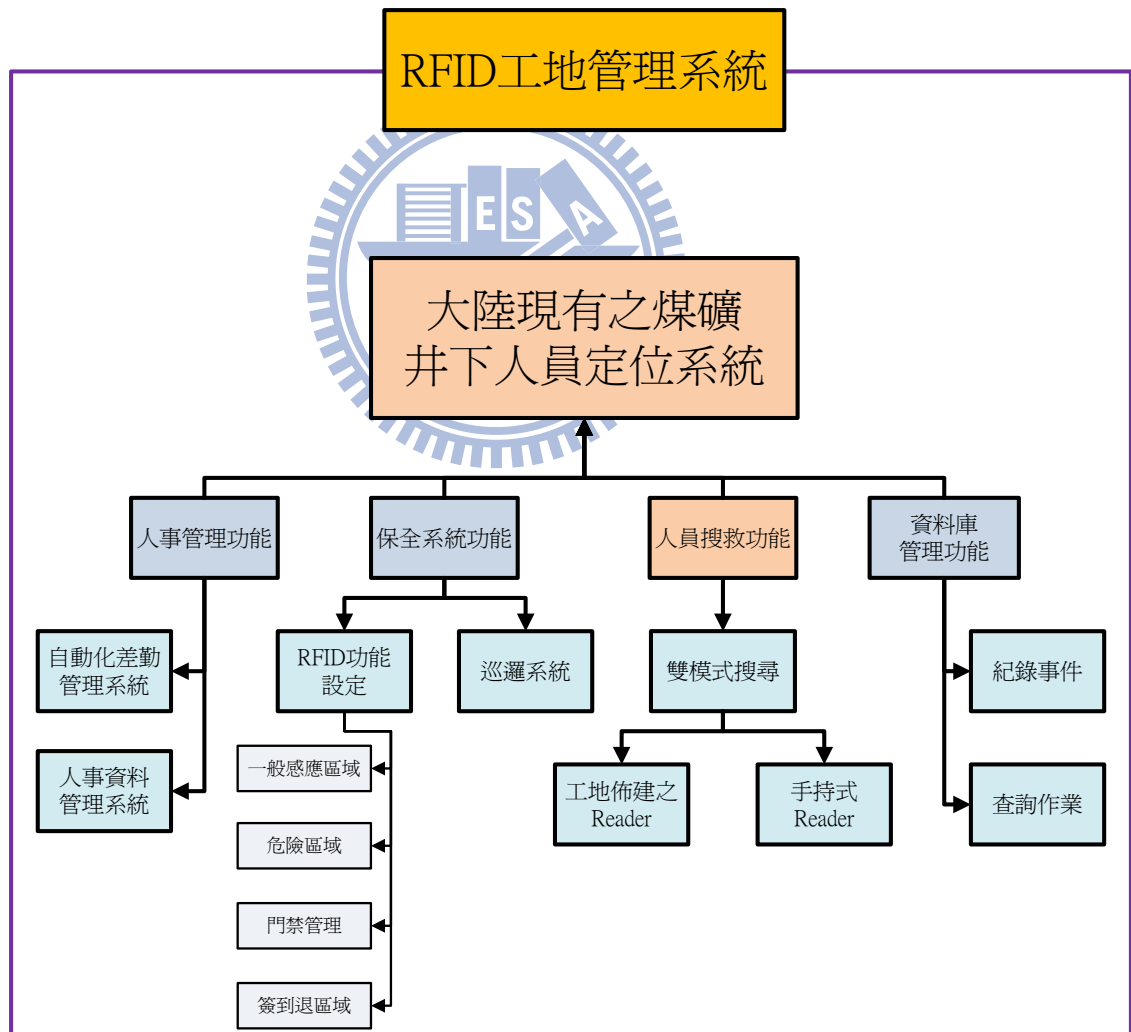 RFID工地管理系統
E S A
大陸現有之煤礦
井下人員定位系統
人事管理功能
保全系統功能
人員搜救功能
資料庫
管理功能
自動化差勤
管理系統
RFID功能
設定
巡邏系統
雙模式搜尋
紀錄事件
人事資料
管理系統
一般感應區域
工地佈建之
Reader
手持式
Reader
查詢作業
危險區域
門禁管理
簽到退區域